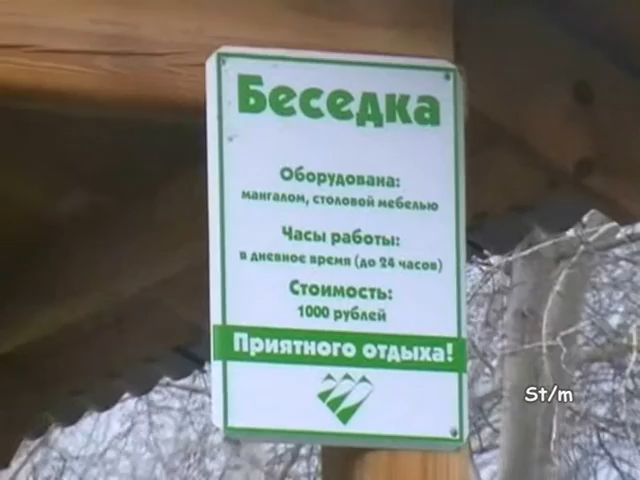 Беседка
Оборудована:
мангалом, столовой мебелью
Часы работы:
в дневное время (до 24 часов)
Стоимость:
1000 рублей
Приятного отдыха!
St/m